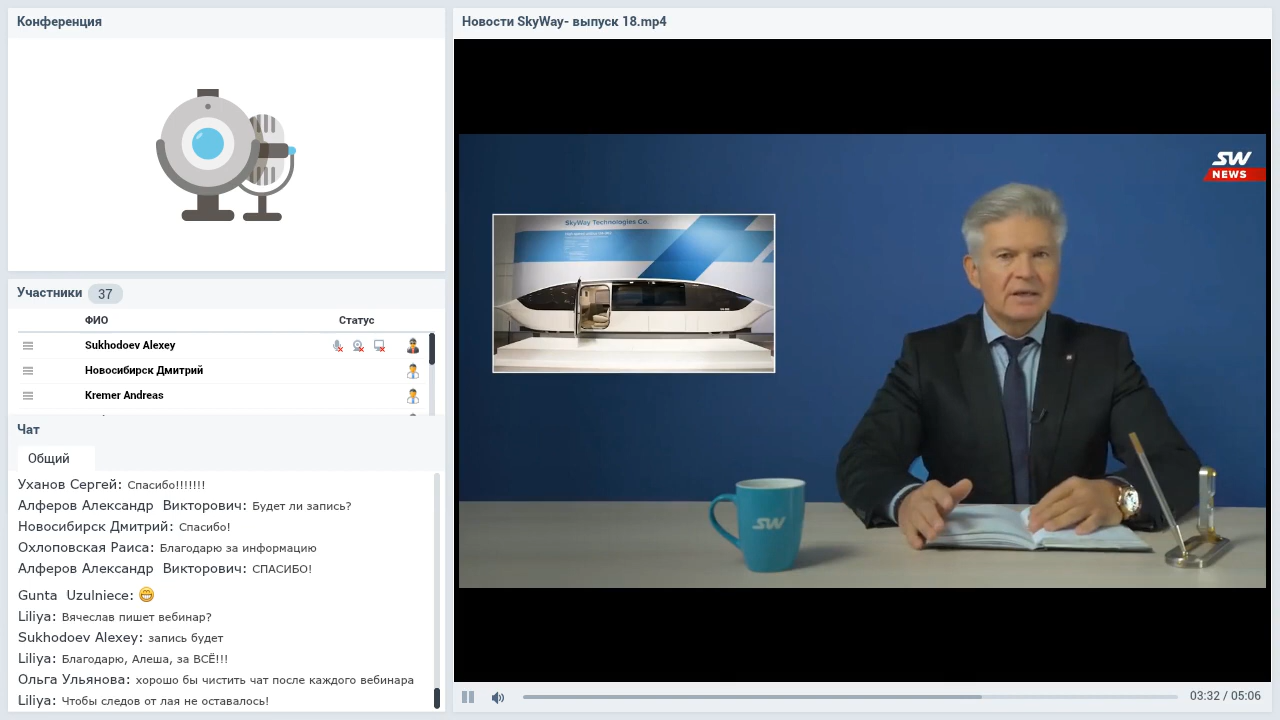 Конференция
Новости SkyWay- выпуск 18.mp4
SkyWay Technologies Co.
SW
NEWS
SW
Участники 37
ФИО Статус
Sukhodoev Alexey
Новосибирск Дмитрий
Kremer Andreas
Чат
Общий
Уханов Сергей: Спасибо!!!!!!!
Алферов Александр Викторович: Будет ли запись?
Новосибирск Дмитрий: Спасибо!
Охлоповская Раиса: Благодарю за информацию
Алферов Александр Викторович: СПАСИБО!
Gunta Uzulniece: 😁
Liliya: Вячеслав пишет вебинар?
Sukhodoev Alexey: запись будет
Liliya: Благодарю, Алеша, за ВСЁ!!!
Ольга Ульянова: хорошо бы чистить чат после каждого вебинара
Liliya: Чтобы следов от лая не оставалось!
03:32 / 05:06